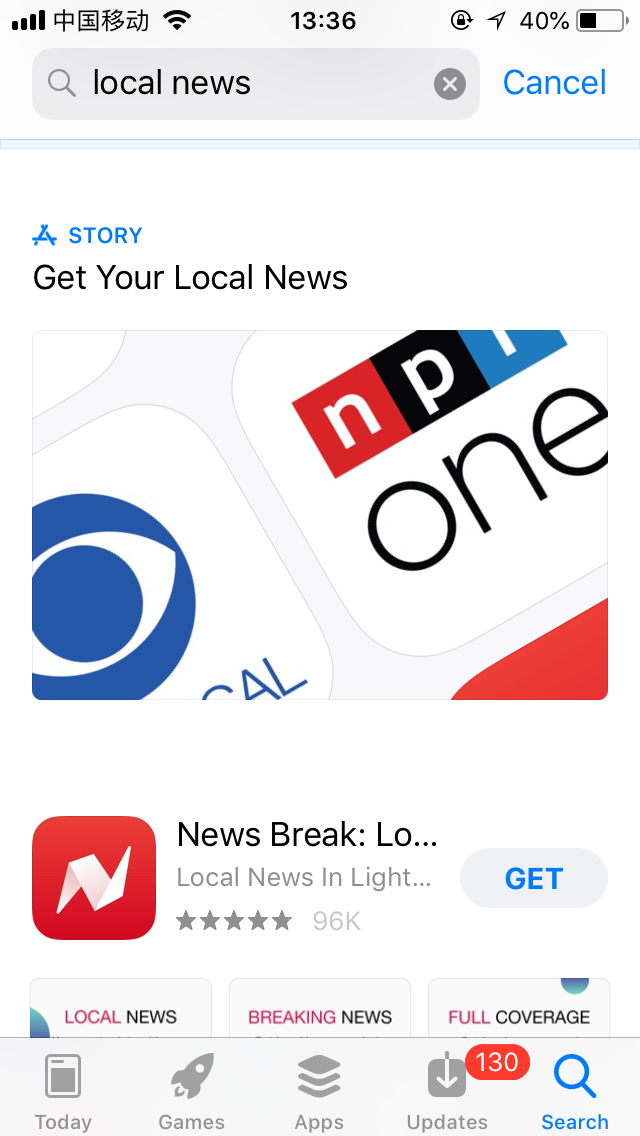 中国移动 13:36 40%
local news Cancel
STORY
Get Your Local News
npr
one
CAL
News Break: Lo...
Local News In Light...
GET
96K
LOCAL NEWS BREAKING NEWS FULL COVERAGE
130
Today Games Apps Updates Search